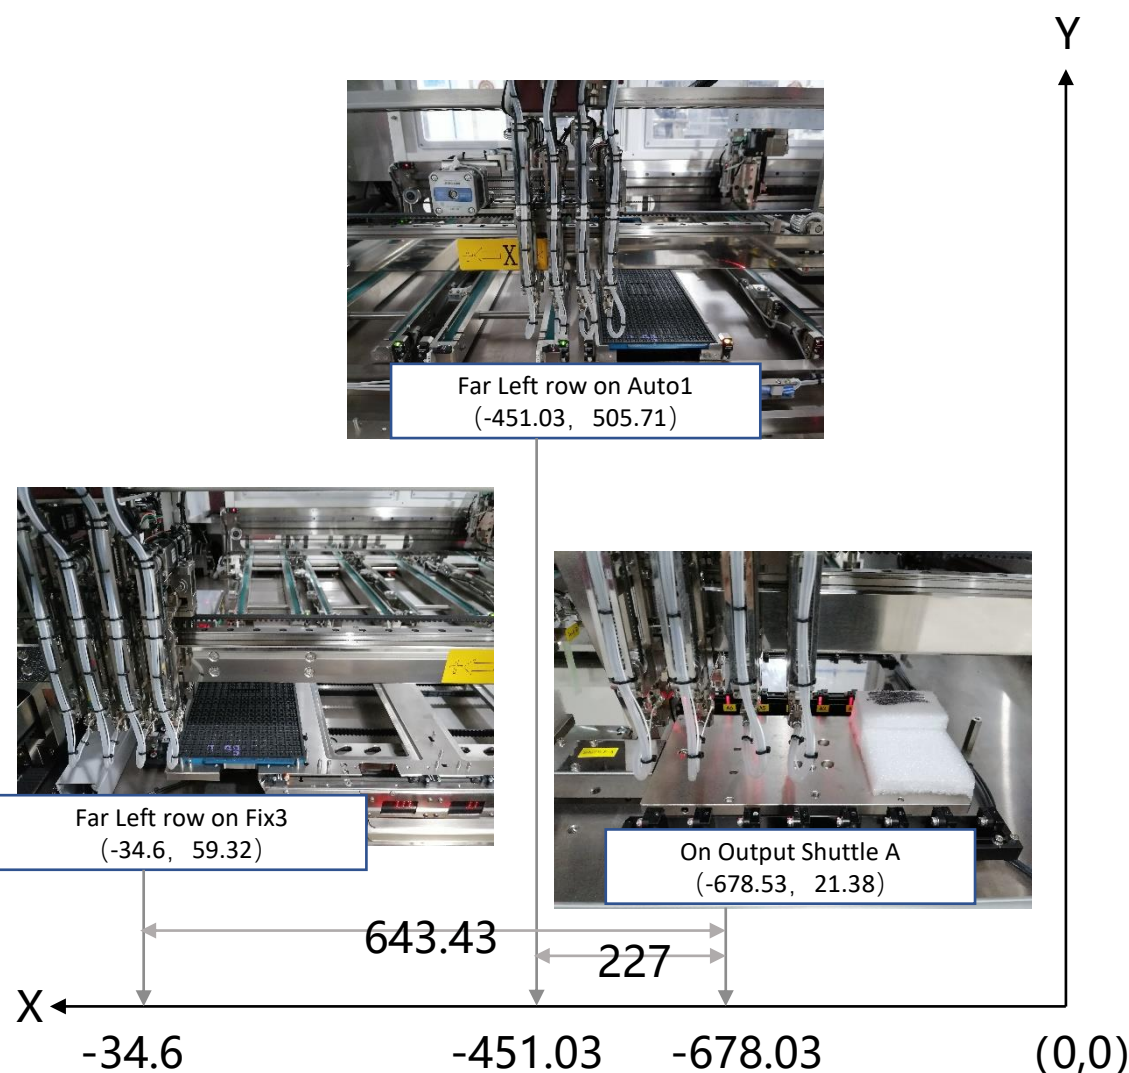 Y
X
Far Left row on Auto1
（-451.03， 505.71）
Far Left row on Fix3
（-34.6， 59.32）
On Output Shuttle A
（-678.53， 21.38）
643.43
227
X
-34.6
-451.03
-678.03
(0,0)